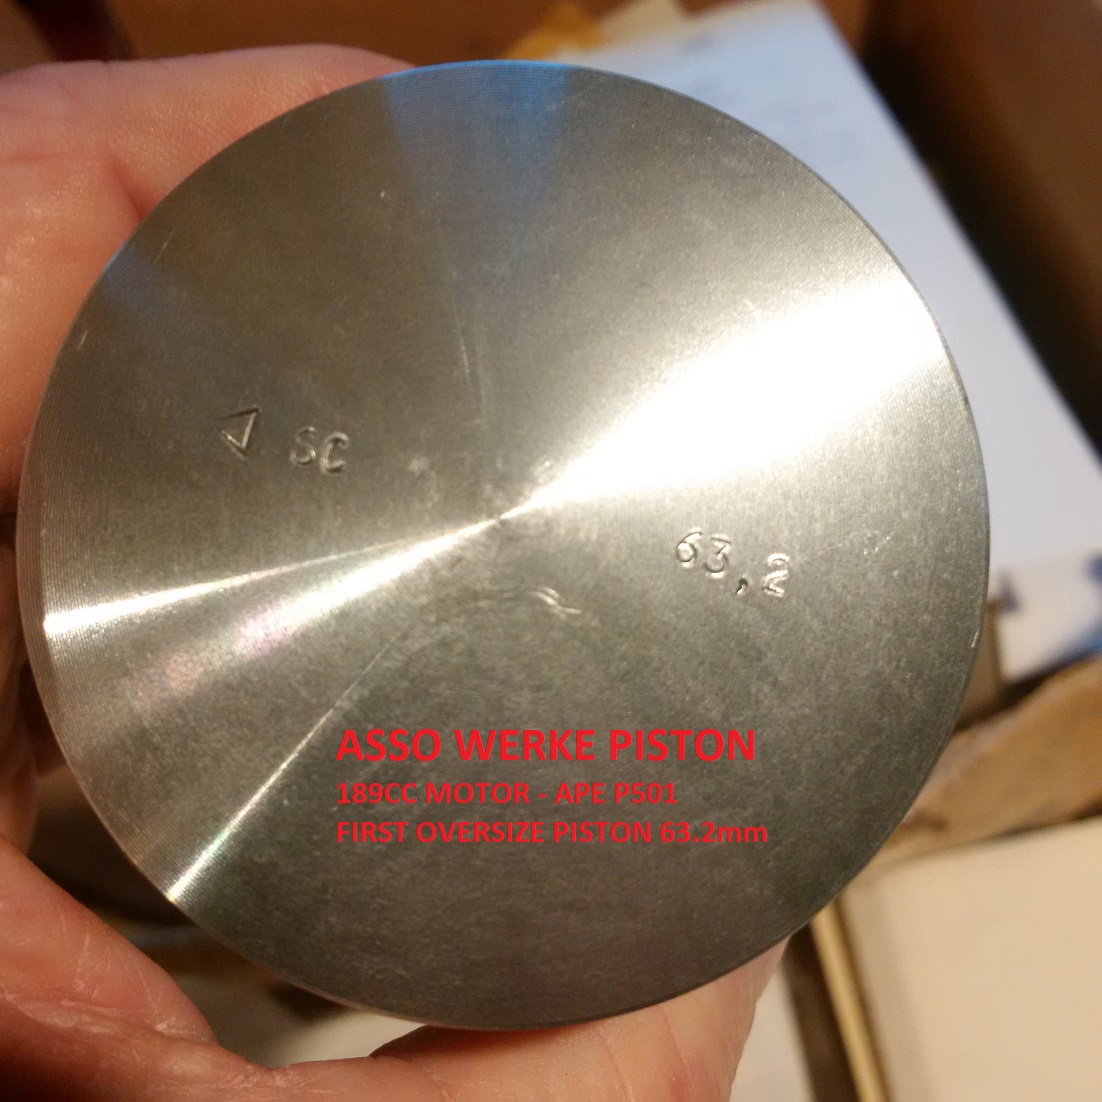 SC
63,2
ASSO WERKE PISTON
189CC MOTOR - APE P501
FIRST OVERSIZE PISTON 63.2mm